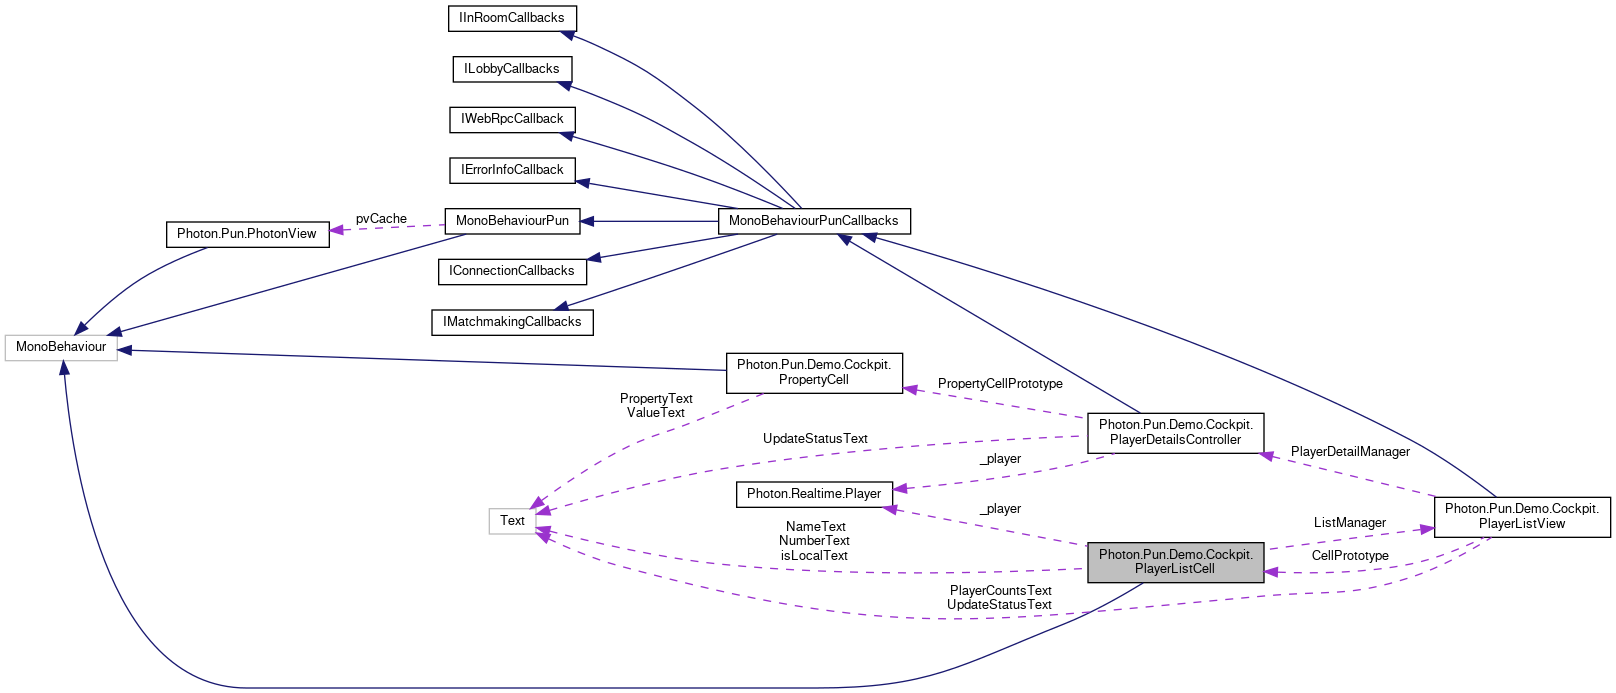 IInRoomCallbacks
ILobbyCallbacks
IWebRpcCallback
IErrorInfoCallback
MonoBehaviourPun
MonoBehaviourPunCallbacks
pvCache
Photon.Pun.PhotonView
IConnectionCallbacks
IMatchmakingCallbacks
MonoBehaviour
Photon.Pun.Demo.Cockpit.
PropertyCell
PropertyCellPrototype
PropertyText
ValueText
Photon.Pun.Demo.Cockpit.
PlayerDetailsController
UpdateStatusText
PlayerDetailManager
_player
Photon.Realtime.Player
Text
_player
Photon.Pun.Demo.Cockpit.
PlayerListView
ListManager
NameText
NumberText
isLocalText
Photon.Pun.Demo.Cockpit.
PlayerListCell
CellPrototype
PlayerCountsText
UpdateStatusText